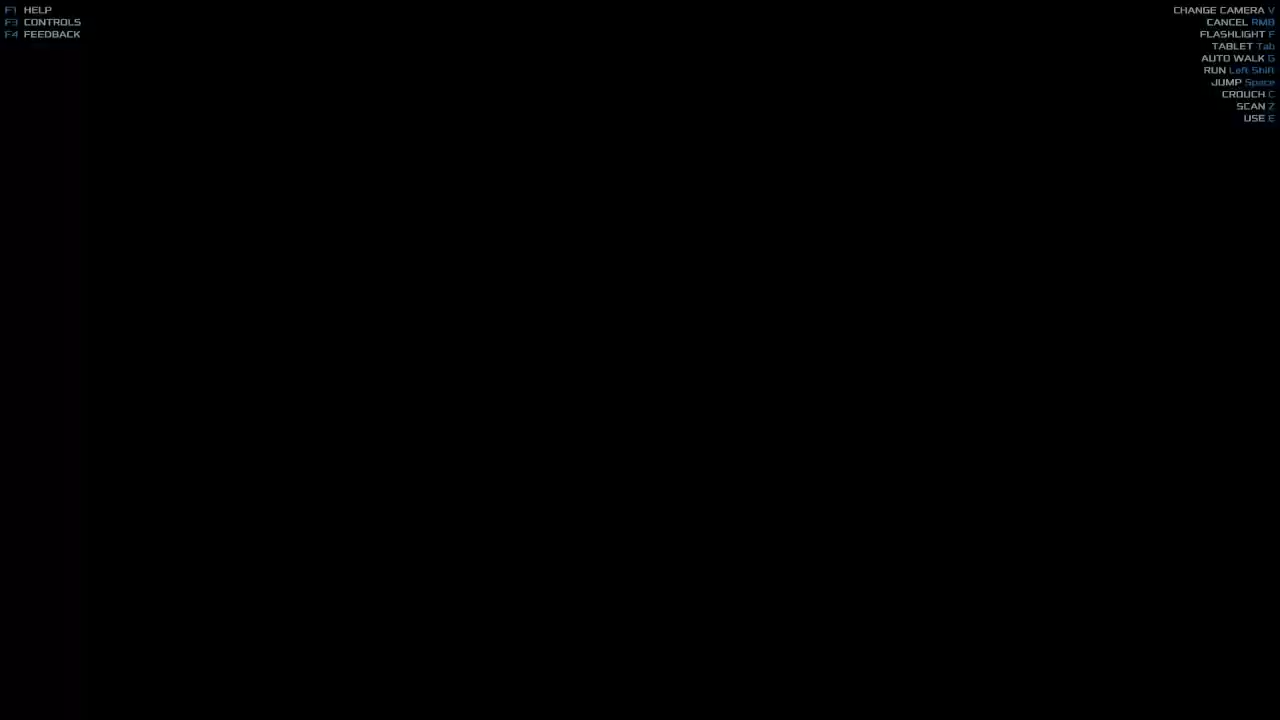 F1 HELP
F3 CONTROLS
F4 FEEDBACK
CHANGE CAMERA V
CANCEL RMB
FLASHLIGHT F
TABLET Tab
AUTO WALK G
RUN Left Shift
JUMP Space
CROUCH C
SCAN Z
USE E